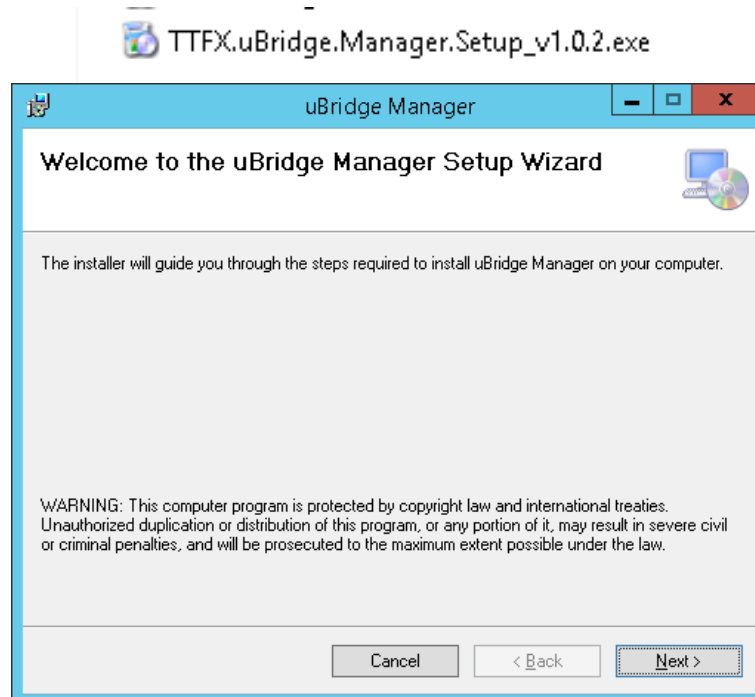 TTFX.uBridge.Manager.Setup_v1.0.2.exe
uBridge Manager
Welcome to the uBridge Manager Setup Wizard
The installer will guide you through the steps required to install uBridge Manager on your computer.
WARNING: This computer program is protected by copyright law and international treaties.
Unauthorized duplication or distribution of this program, or any portion of it, may result in severe civil
or criminal penalties, and will be prosecuted to the maximum extent possible under the law.
Cancel
< Back
Next >